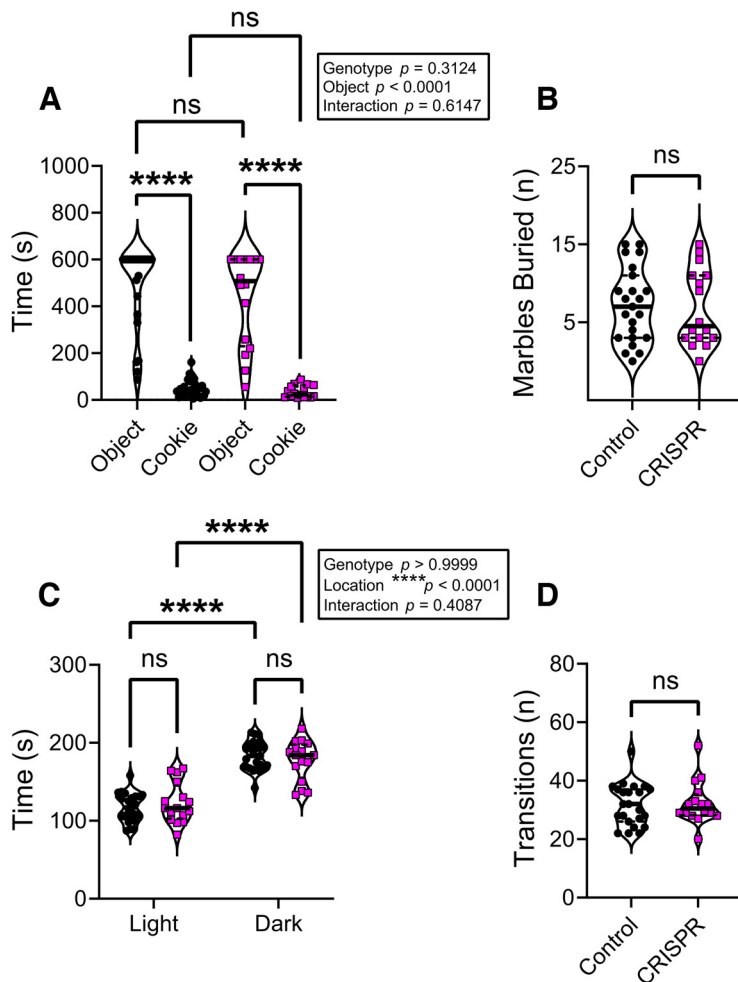 ns
Genotype p = 0.3124
Object p < 0.0001
Interaction p = 0.6147
A
ns
**** ****
1000
800
600
400
200
0
Time (s)
Object Cookie Object Cookie
B
ns
25
15
5
Marbles Buried (n)
Control CRISPR
****
Genotype p > 0.9999
Location ****p < 0.0001
Interaction p = 0.4087
C
****
ns ns
300
200
100
0
Time (s)
Light Dark
D
ns
80
60
40
20
0
Transitions (n)
Control CRISPR